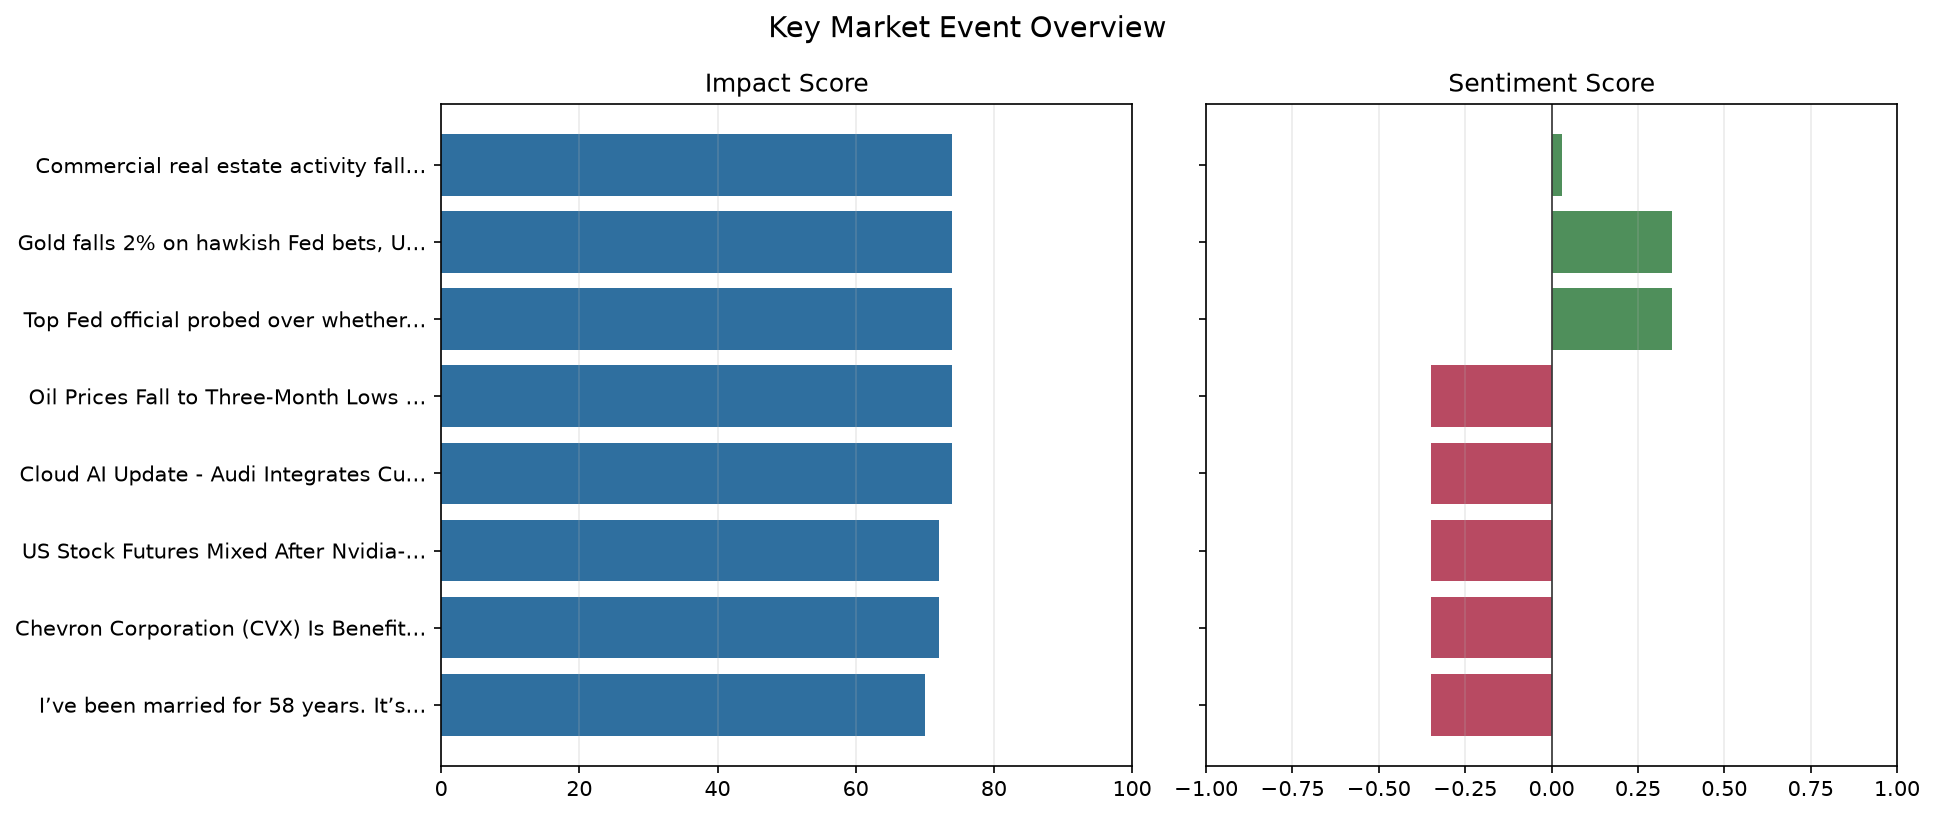 Key Market Event Overview
Impact Score
Sentiment Score
Commercial real estate activity fall...
Gold falls 2% on hawkish Fed bets, U...
Top Fed official probed over whether...
Oil Prices Fall to Three-Month Lows ...
Cloud AI Update - Audi Integrates Cu...
US Stock Futures Mixed After Nvidia-...
Chevron Corporation (CVX) Is Benefit...
I’ve been married for 58 years. It’s...
0 20 40 60 80 100
−1.00 −0.75 −0.50 −0.25 0.00 0.25 0.50 0.75 1.00